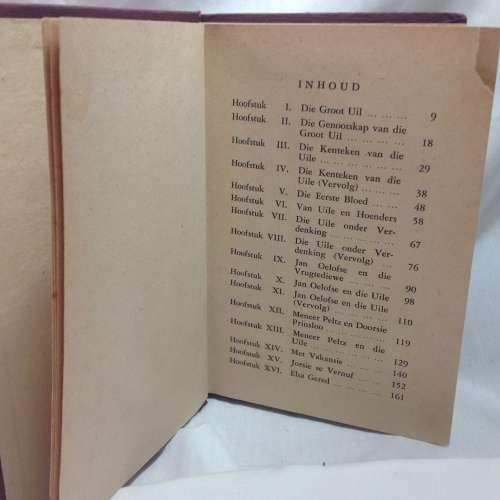 INHOUD
Hoofstuk I. Die Groot Uil ... ... ... 9
Hoofstuk II. Die Genootskap van die
Groot Uil ... ... ... ... 18
Hoofstuk III. Die Kenteken van die
Uile ... ... ... ... ... 29
Hoofstuk IV. Die Kenteken van die
Uile (Vervolg) ... ... ... 38
Hoofstuk V. Die Eerste Bloed ... ... 48
Hoofstuk VI. Van Uile en Hoenders 58
Hoofstuk VII. Die Uile onder Ver-
denking ... ... ... ... 67
Hoofstuk VIII. Die Uile onder Ver-
denking (Vervolg) ... 76
Hoofstuk IX. Jan Oelofse en die
Vrugtediewe ... ... ... 90
Hoofstuk X. Jan Oelofse en die Uile 98
Hoofstuk XI. Jan Oelofse en die Uile
(Vervolg) ... ... ... ... 110
Hoofstuk XII. Meneer Peltz en Doorsie
Prinsloo ... ... ... ... 119
Hoofstuk XIII. Meneer Peltz en die
Uile ... ... ... ... ... 129
Hoofstuk XIV. Met Vakansie ... ... ... 140
Hoofstuk XV. Jorsie se Vernuf ... ... 152
Hoofstuk XVI. Elsa Gered ... ... ... 161